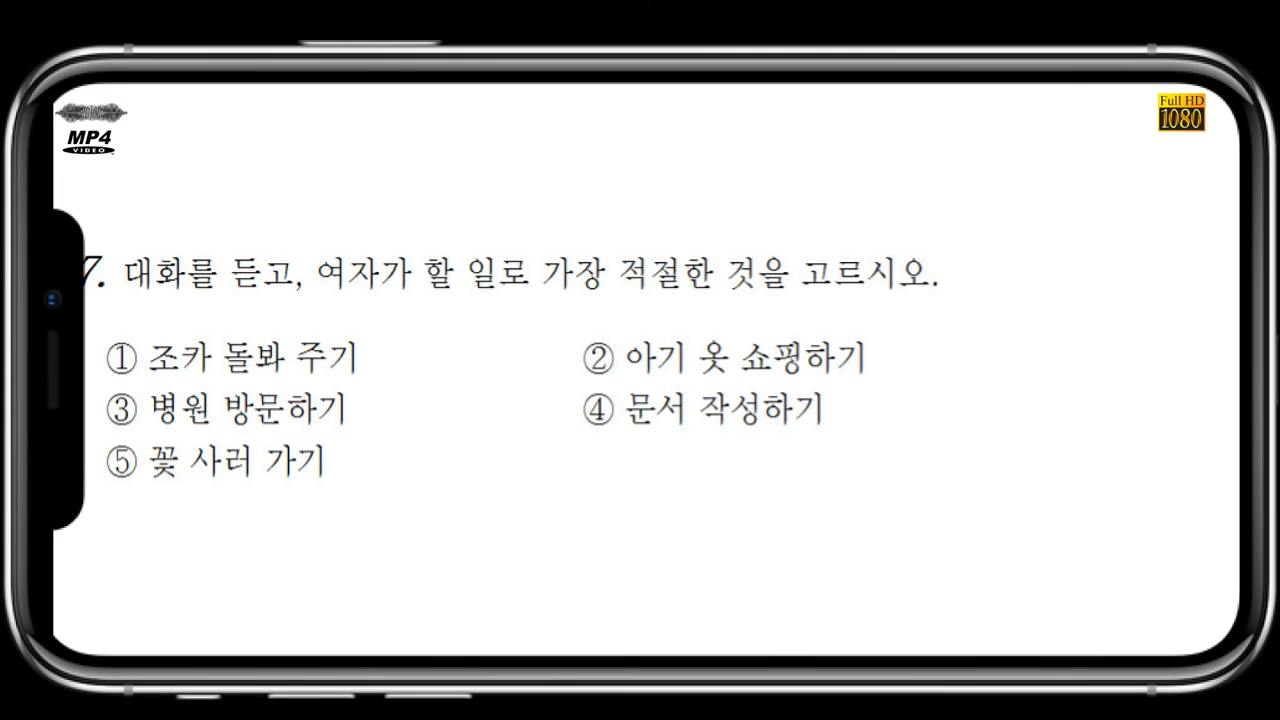 MP4
VIDEO
Full HD
1080
7. 대화를 듣고, 여자가 할 일로 가장 적절한 것을 고르시오.
① 조카 돌봐 주기 ② 아기 옷 쇼핑하기
③ 병원 방문하기 ④ 문서 작성하기
⑤ 꽃 사러 가기